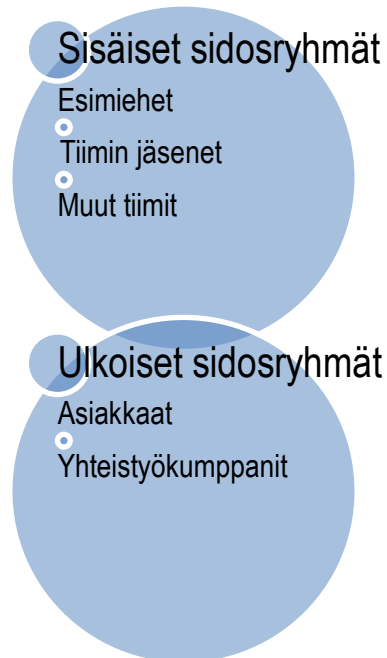 Sisäiset sidosryhmät
Esimiehet
Tiimin jäsenet
Muut tiimit
Ulkoiset sidosryhmät
Asiakkaat
Yhteistyökumppanit